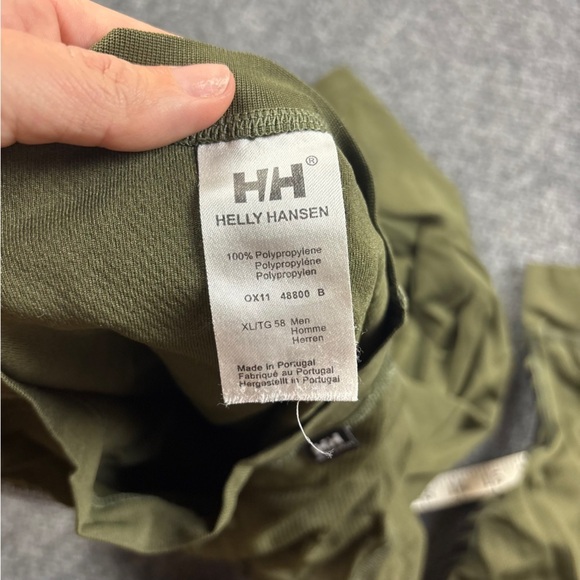 HH®
HELLY HANSEN
100% Polypropylene
Polypropylène
Polypropylen
OX11 48800 B
XL/TG 58 Men
Homme
Herren
Made in Portugal
Fabriqué au Portugal
Hergestellt in Portugal
HH